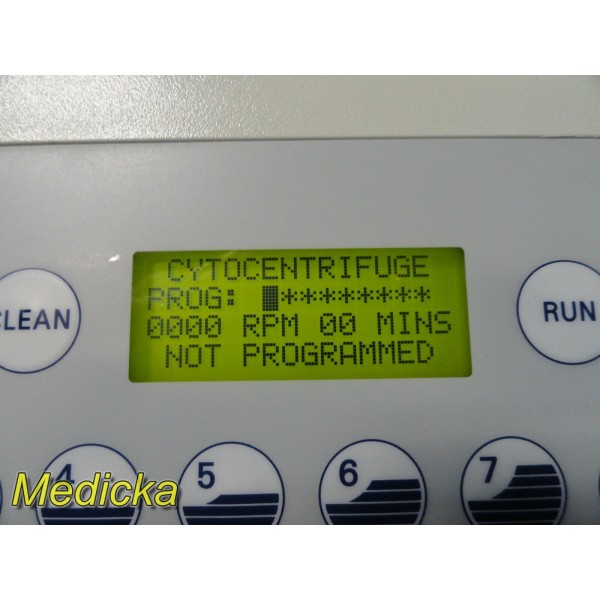 CYTOCENTRIFUGE
PROG: ********
0000 RPM 00 MINS
NOT PROGRAMMED
CLEAN
RUN
4
5
6
7
Medicka